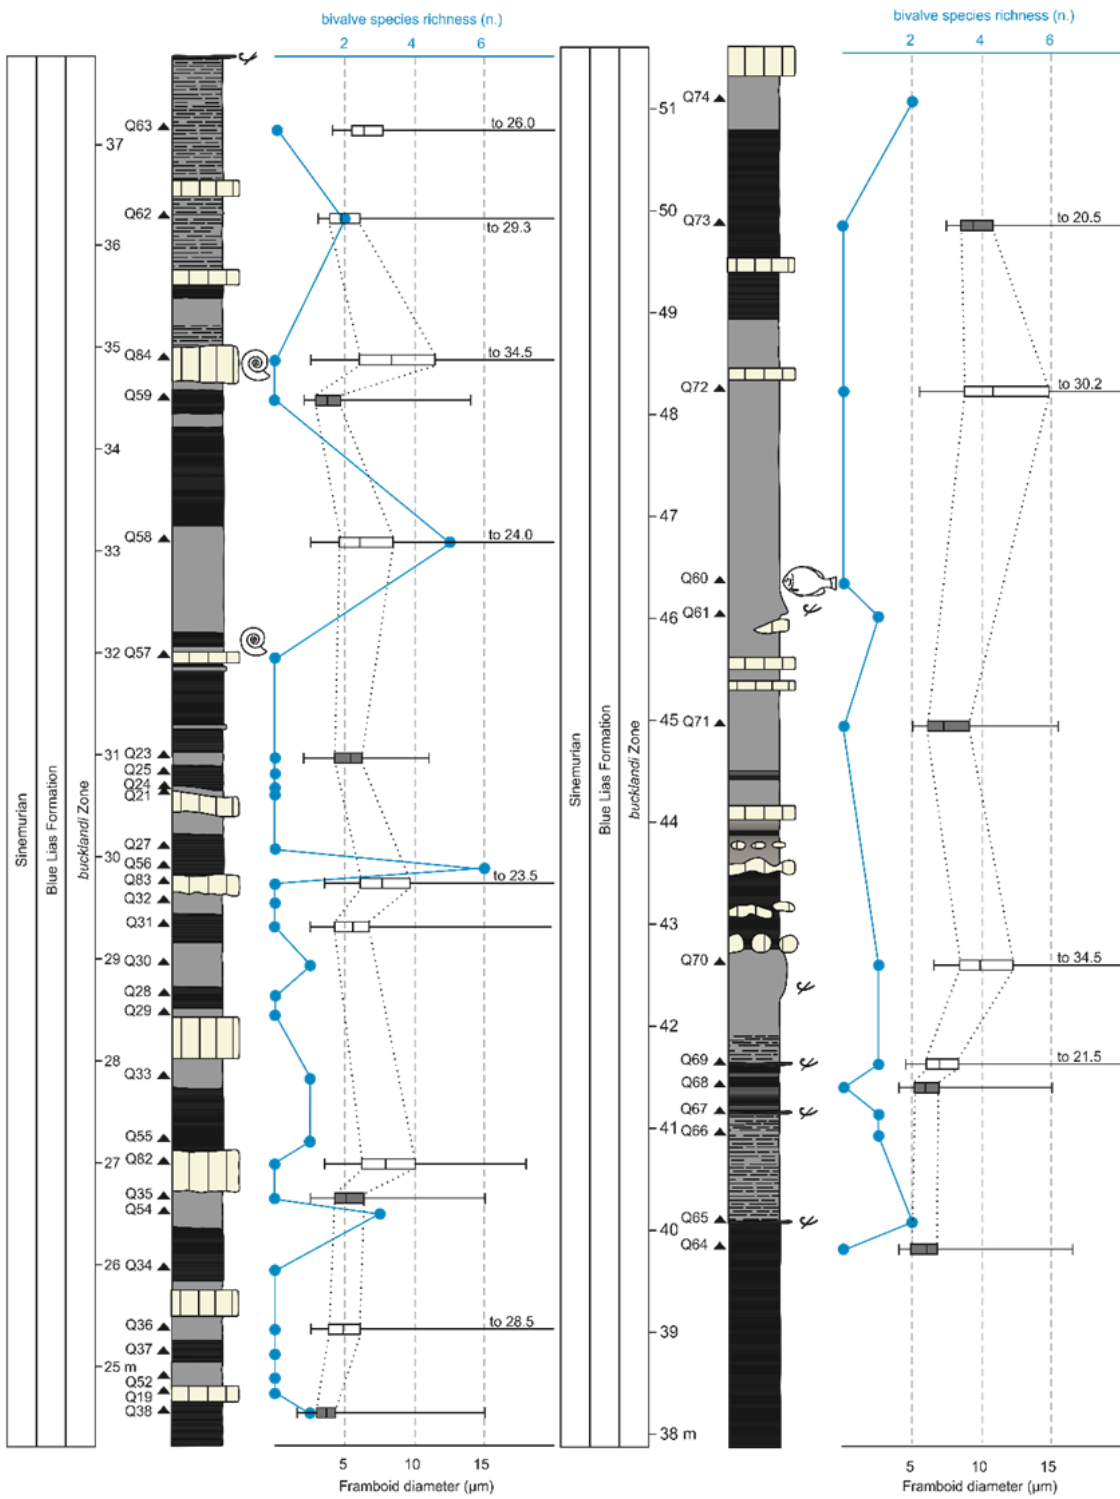 bivalve species richness (n.)
2 4 6
Sinemurian
Blue Lias Formation
bucklandi Zone
Q63
37
to 26.0
Q62
36
to 29.3
35
Q84
to 34.5
Q59
34
Q58
to 24.0
33
32 Q57
Q23
31
Q25
Q24
Q21
Q27
30
Q56
Q83
to 23.5
Q32
Q31
Q30
29
Q28
Q29
28
Q33
Q55
27
Q82
Q35
Q54
26 Q34
Q36
to 28.5
Q37
25 m
Q52
Q19
Q38
5 10 15
Framboid diameter (µm)
bivalve species richness (n.)
2 4 6
Sinemurian
Blue Lias Formation
bucklandi Zone
Q74
51
50 Q73
to 20.5
49
Q72
to 30.2
48
47
Q60
Q61
46
45 Q71
44
43
Q70
to 34.5
42
Q69
to 21.5
Q68
Q67
41 Q66
Q65
40
Q64
39
38 m
5 10 15
Framboid diameter (µm)